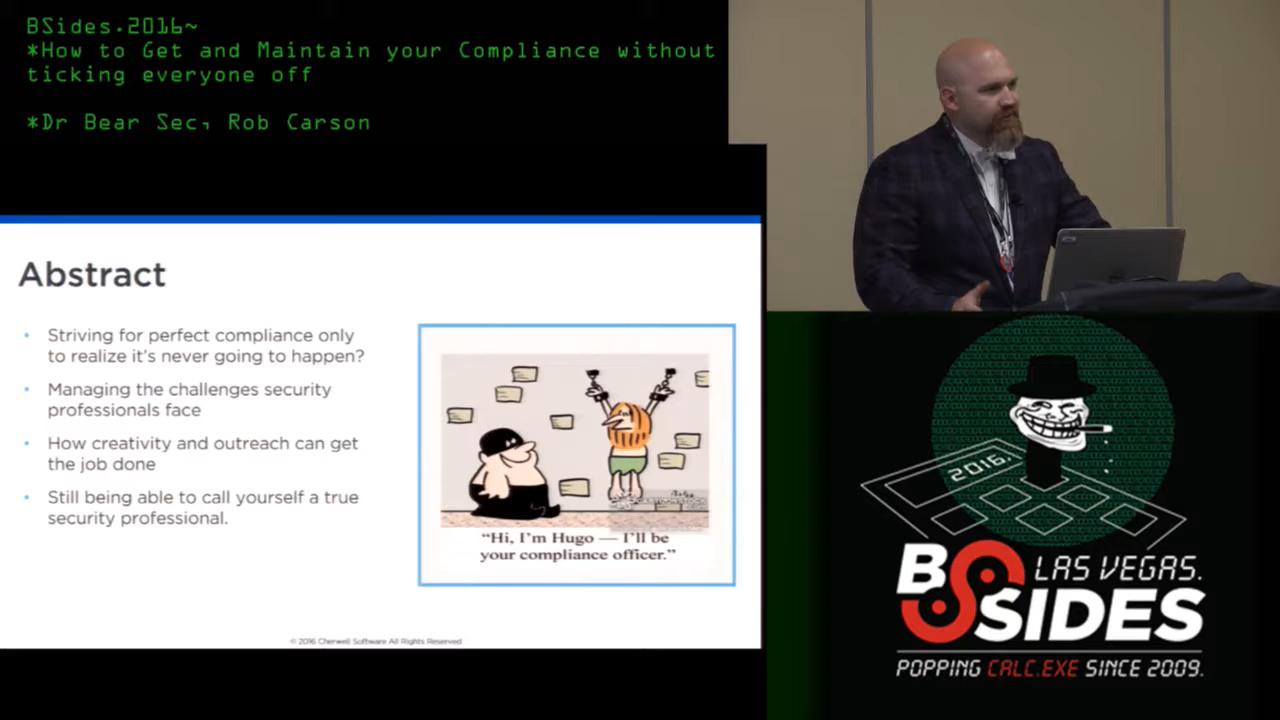 BSides.2016~
*How to Get and Maintain your Compliance without
ticking everyone off
*Dr Bear Sec, Rob Carson
Abstract
• Striving for perfect compliance only
to realize it's never going to happen?
• Managing the challenges security
professionals face
• How creativity and outreach can get
the job done
• Still being able to call yourself a true
security professional.
"Hi, I'm Hugo — I'll be
your compliance officer."
© 2016 Cherwell Software All Rights Reserved
2016.
BSIDES
LAS VEGAS.
POPPING CALC.EXE SINCE 2009.